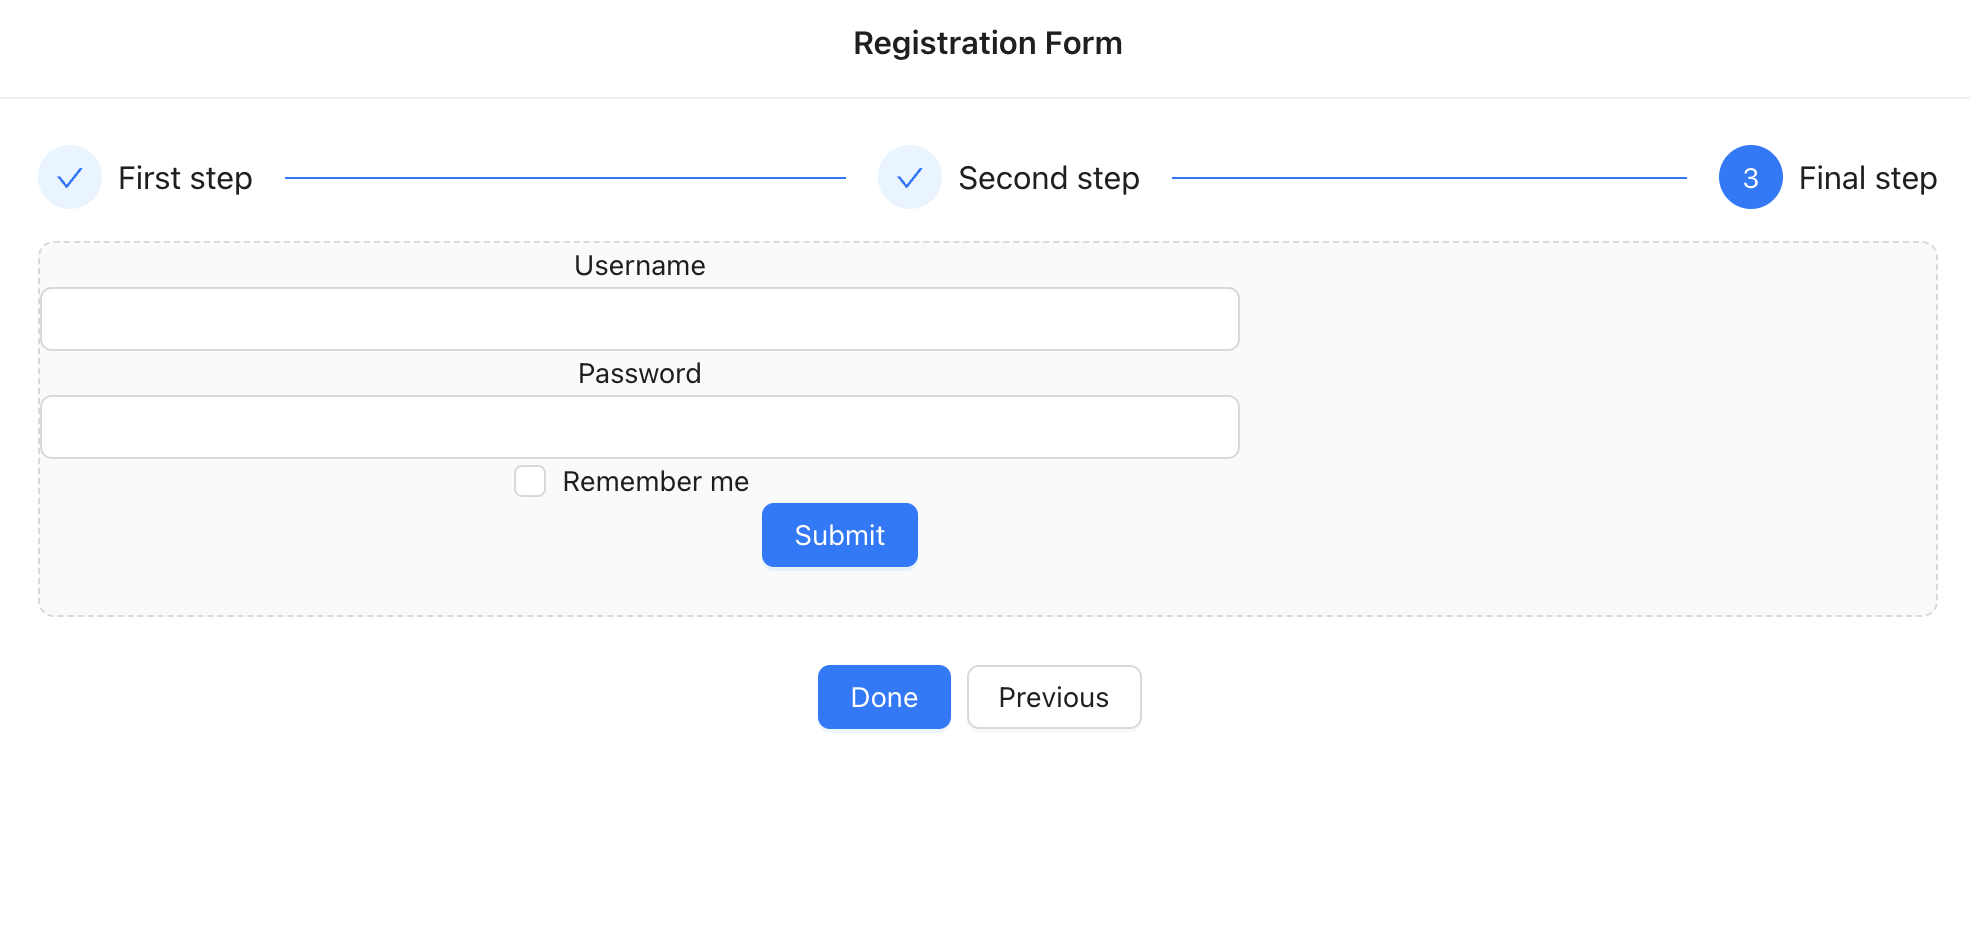 Registration Form
First step
Second step
3 Final step
Username
Password
Remember me
Submit
Done
Previous